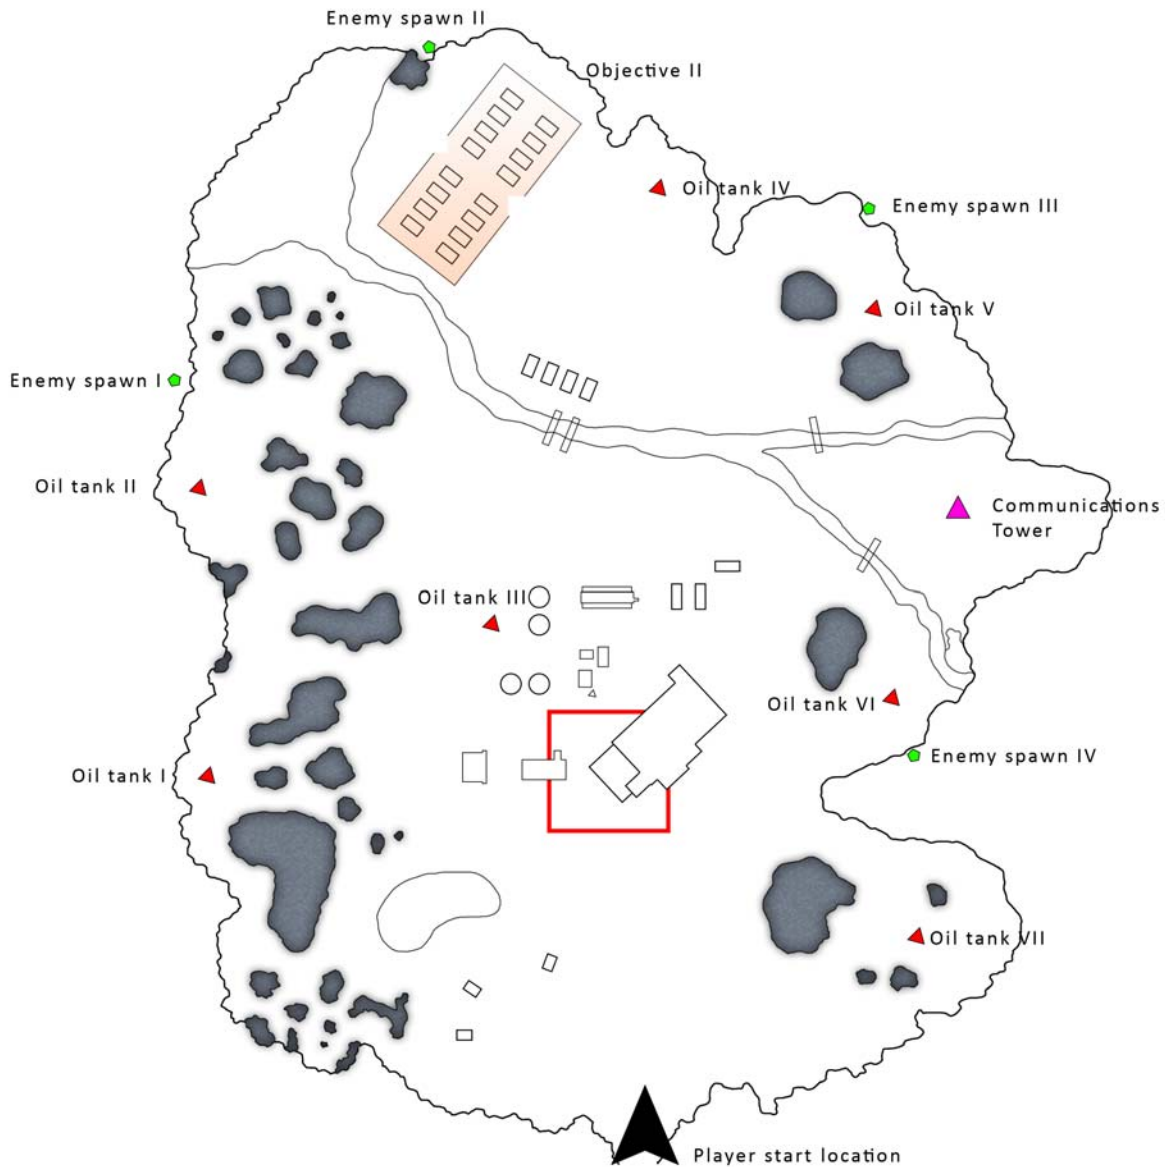 Enemy spawn II
Objective II
Oil tank IV
Enemy spawn III
Oil tank V
Enemy spawn I
Oil tank II
Communications
Tower
Oil tank III
Oil tank VI
Enemy spawn IV
Oil tank I
Oil tank VII
Player start location